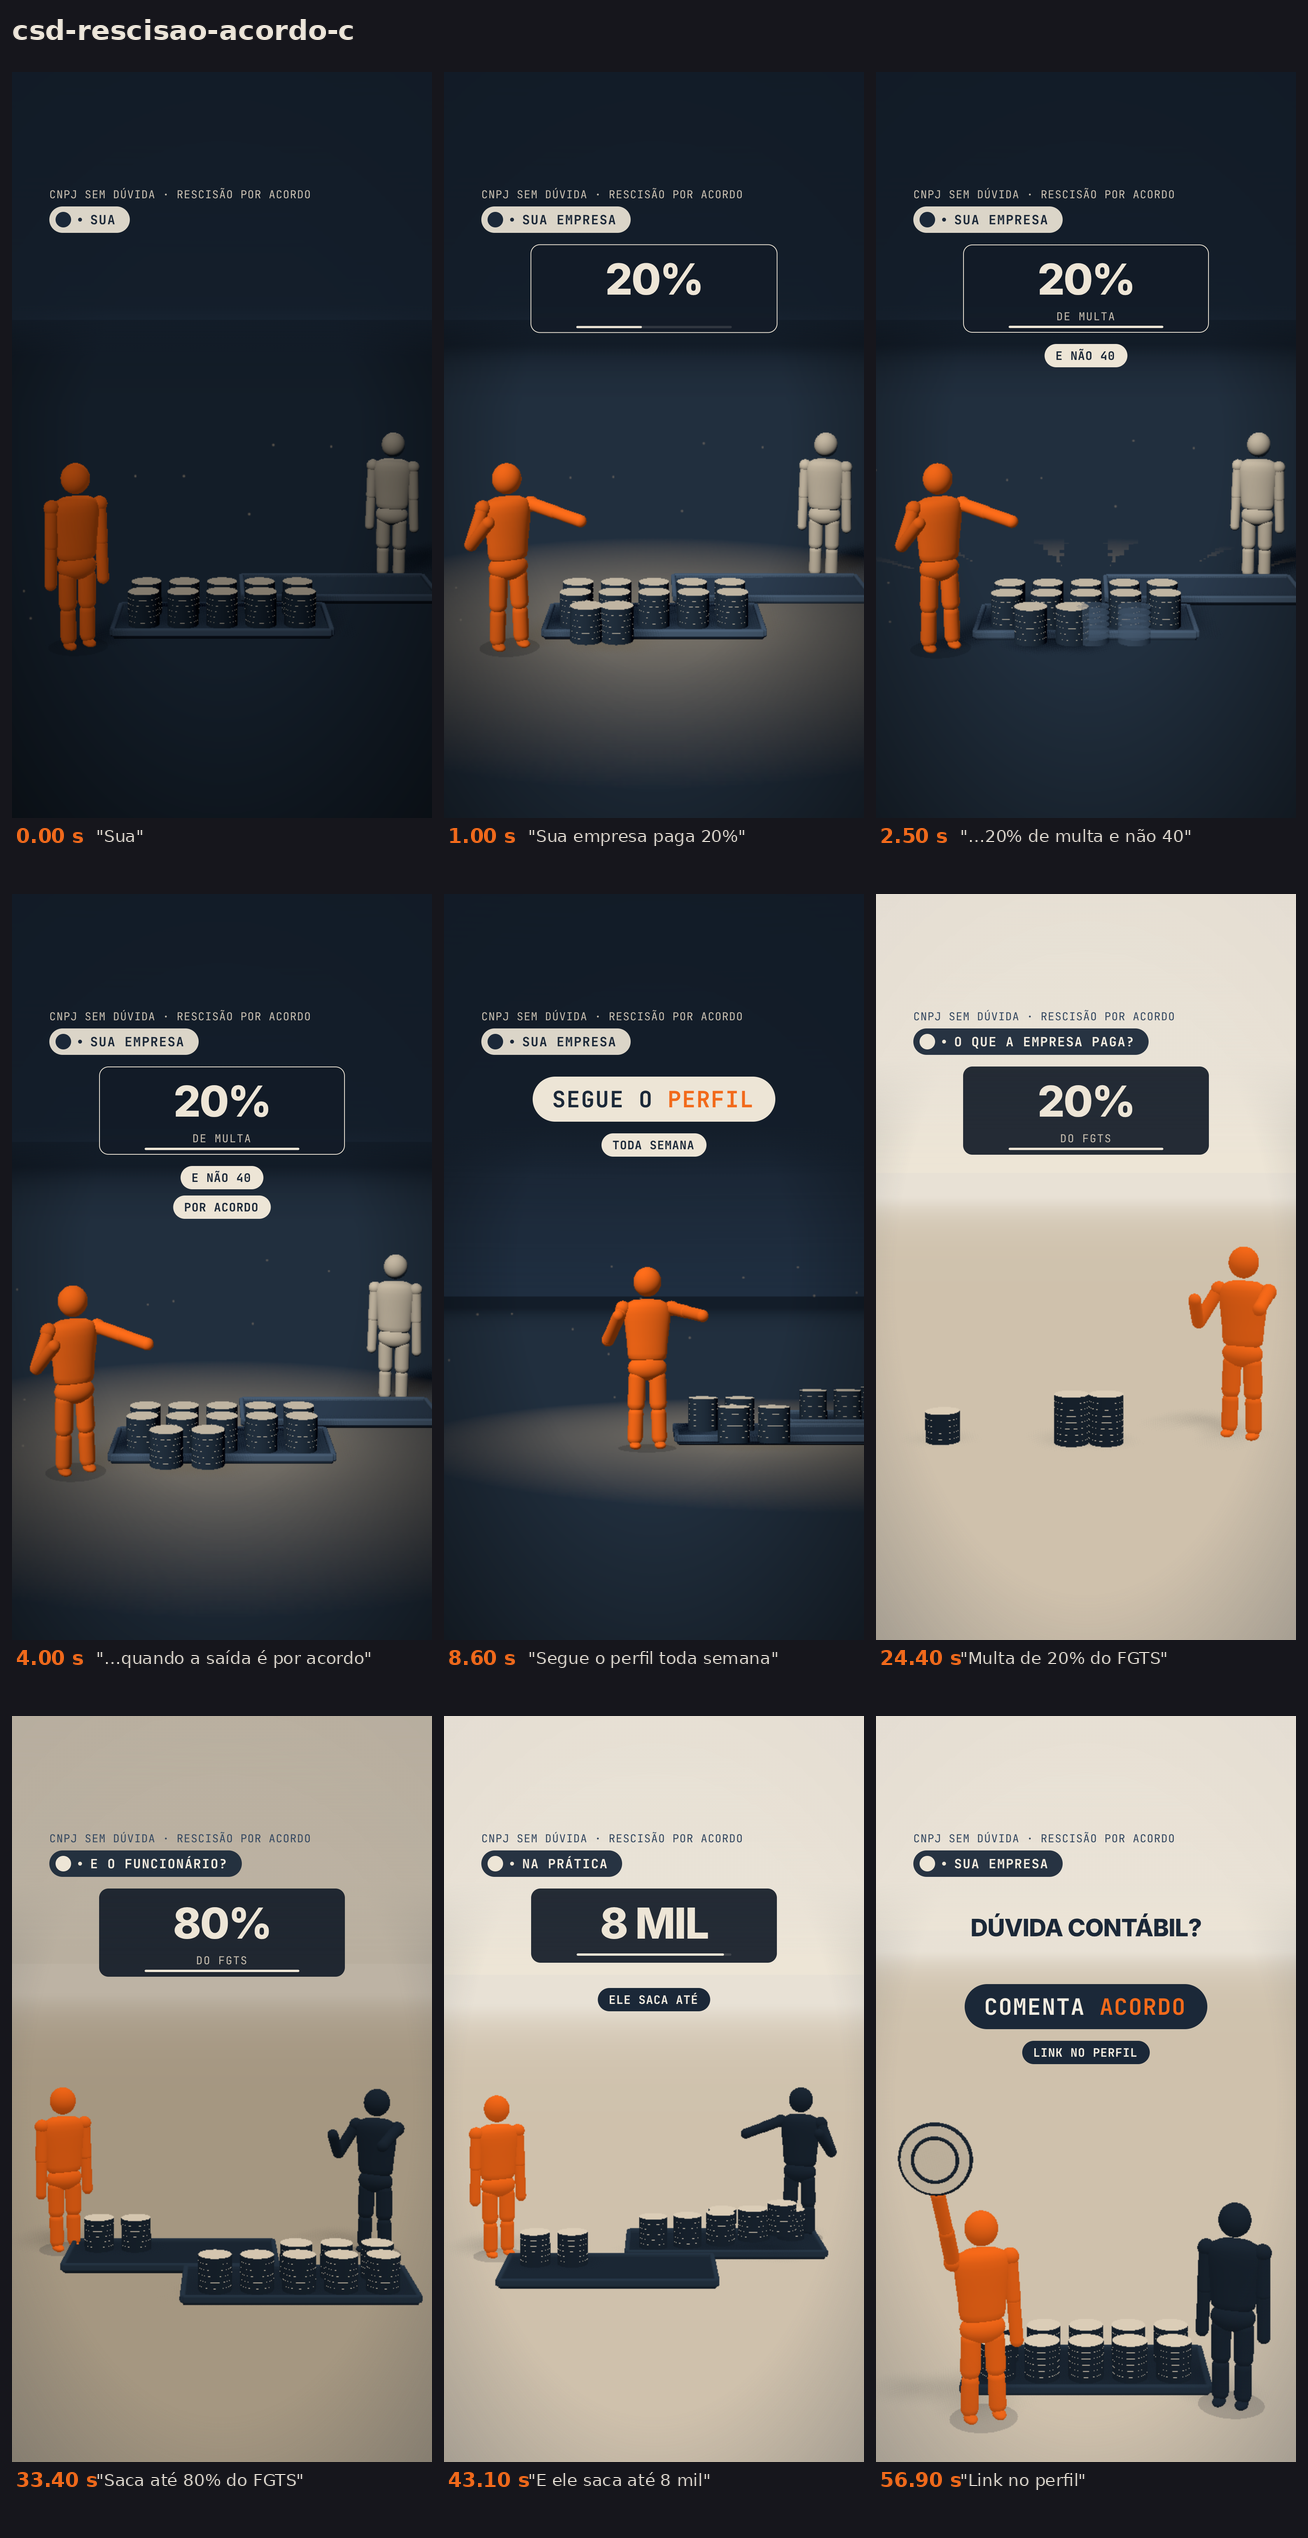 csd-rescisao-acordo-c
CNPJ SEM DÚVIDA · RESCISÃO POR ACORDO
• SUA
0.00 s "Sua"
CNPJ SEM DÚVIDA · RESCISÃO POR ACORDO
• SUA EMPRESA
20%
1.00 s "Sua empresa paga 20%"
CNPJ SEM DÚVIDA · RESCISÃO POR ACORDO
• SUA EMPRESA
20%
DE MULTA
E NÃO 40
2.50 s "...20% de multa e não 40"
CNPJ SEM DÚVIDA · RESCISÃO POR ACORDO
• SUA EMPRESA
20%
DE MULTA
E NÃO 40
POR ACORDO
4.00 s "...quando a saída é por acordo"
CNPJ SEM DÚVIDA · RESCISÃO POR ACORDO
• SUA EMPRESA
SEGUE O PERFIL
TODA SEMANA
8.60 s "Segue o perfil toda semana"
CNPJ SEM DÚVIDA · RESCISÃO POR ACORDO
• O QUE A EMPRESA PAGA?
20%
DO FGTS
24.40 s "Multa de 20% do FGTS"
CNPJ SEM DÚVIDA · RESCISÃO POR ACORDO
• E O FUNCIONÁRIO?
80%
DO FGTS
33.40 s "Saca até 80% do FGTS"
CNPJ SEM DÚVIDA · RESCISÃO POR ACORDO
• NA PRÁTICA
8 MIL
ELE SACA ATÉ
43.10 s "E ele saca até 8 mil"
CNPJ SEM DÚVIDA · RESCISÃO POR ACORDO
• SUA EMPRESA
DÚVIDA CONTÁBIL?
COMENTA ACORDO
LINK NO PERFIL
56.90 s "Link no perfil"